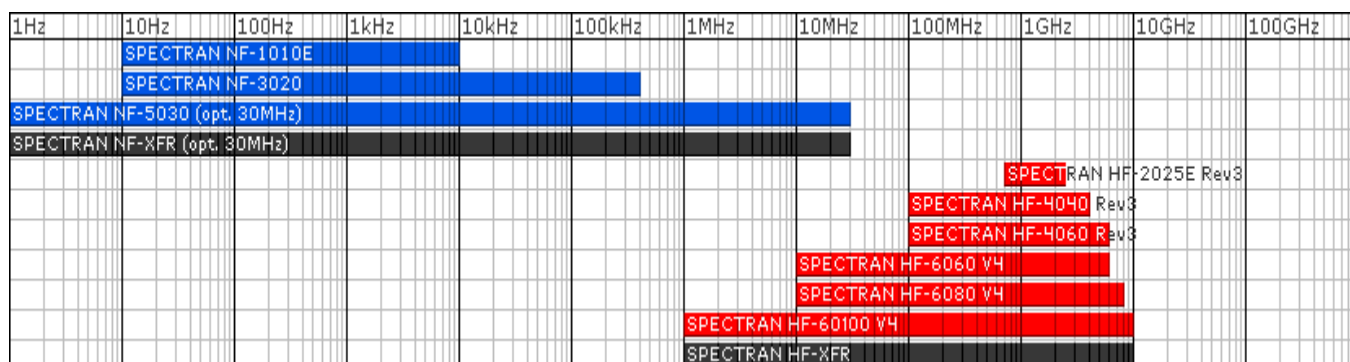 1Hz 10Hz 100Hz 1kHz 10kHz 100kHz 1MHz 10MHz 100MHz 1GHz 10GHz 100GHz
SPECTRAN NF-1010E
SPECTRAN NF-3020
SPECTRAN NF-5030 (opt. 30MHz)
SPECTRAN NF-XFR (opt. 30MHz)
SPECTRAN HF-2025E Rev3
SPECTRAN HF-4040 Rev3
SPECTRAN HF-4060 Rev3
SPECTRAN HF-6060 V4
SPECTRAN HF-6080 V4
SPECTRAN HF-60100 V4
SPECTRAN HF-XFR